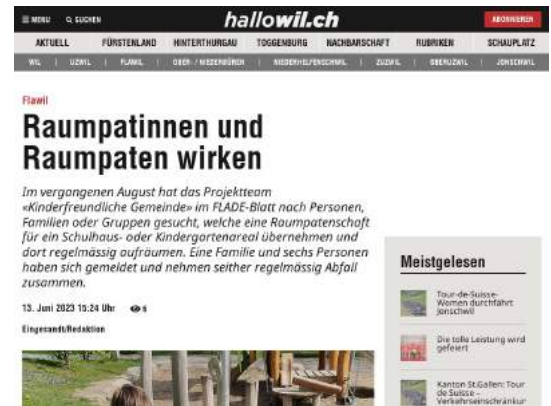 MENU
SUCHEN
hallowil.ch
ABONNIEREN
AKTUELL
FÜRSTENLAND
HINTERTHURGAU
TOGGENBURG
NACHBARSCHAFT
RUBRIKEN
SCHAUPLATZ
WIL | UZWIL | FLAWIL | OBER- / NIEDERBÜREN | NIEDERHELFENSCHWIL | ZUZWIL | OBERUZWIL | JONSCHWIL
Flawil
Raumpatinnen und
Raumpaten wirken
Im vergangenen August hat das Projektteam
«Kinderfreundliche Gemeinde» im FLADE-Blatt nach Personen,
Familien oder Gruppen gesucht, welche eine Raumpatenschaft
für ein Schulhaus- oder Kindergartenareal übernehmen und
dort regelmässig aufräumen. Eine Familie und sechs Personen
haben sich gemeldet und nehmen seither regelmässig Abfall
zusammen.
13. Juni 2023 15:24 Uhr
Eingesandt/Redaktion
Meistgelesen
Tour-de-Suisse-
Women durchfährt
Jonschwil
Die tolle Leistung wird
gefeiert
Kanton St.Gallen: Tour
de Suisse –
Verkehrseinschränkur